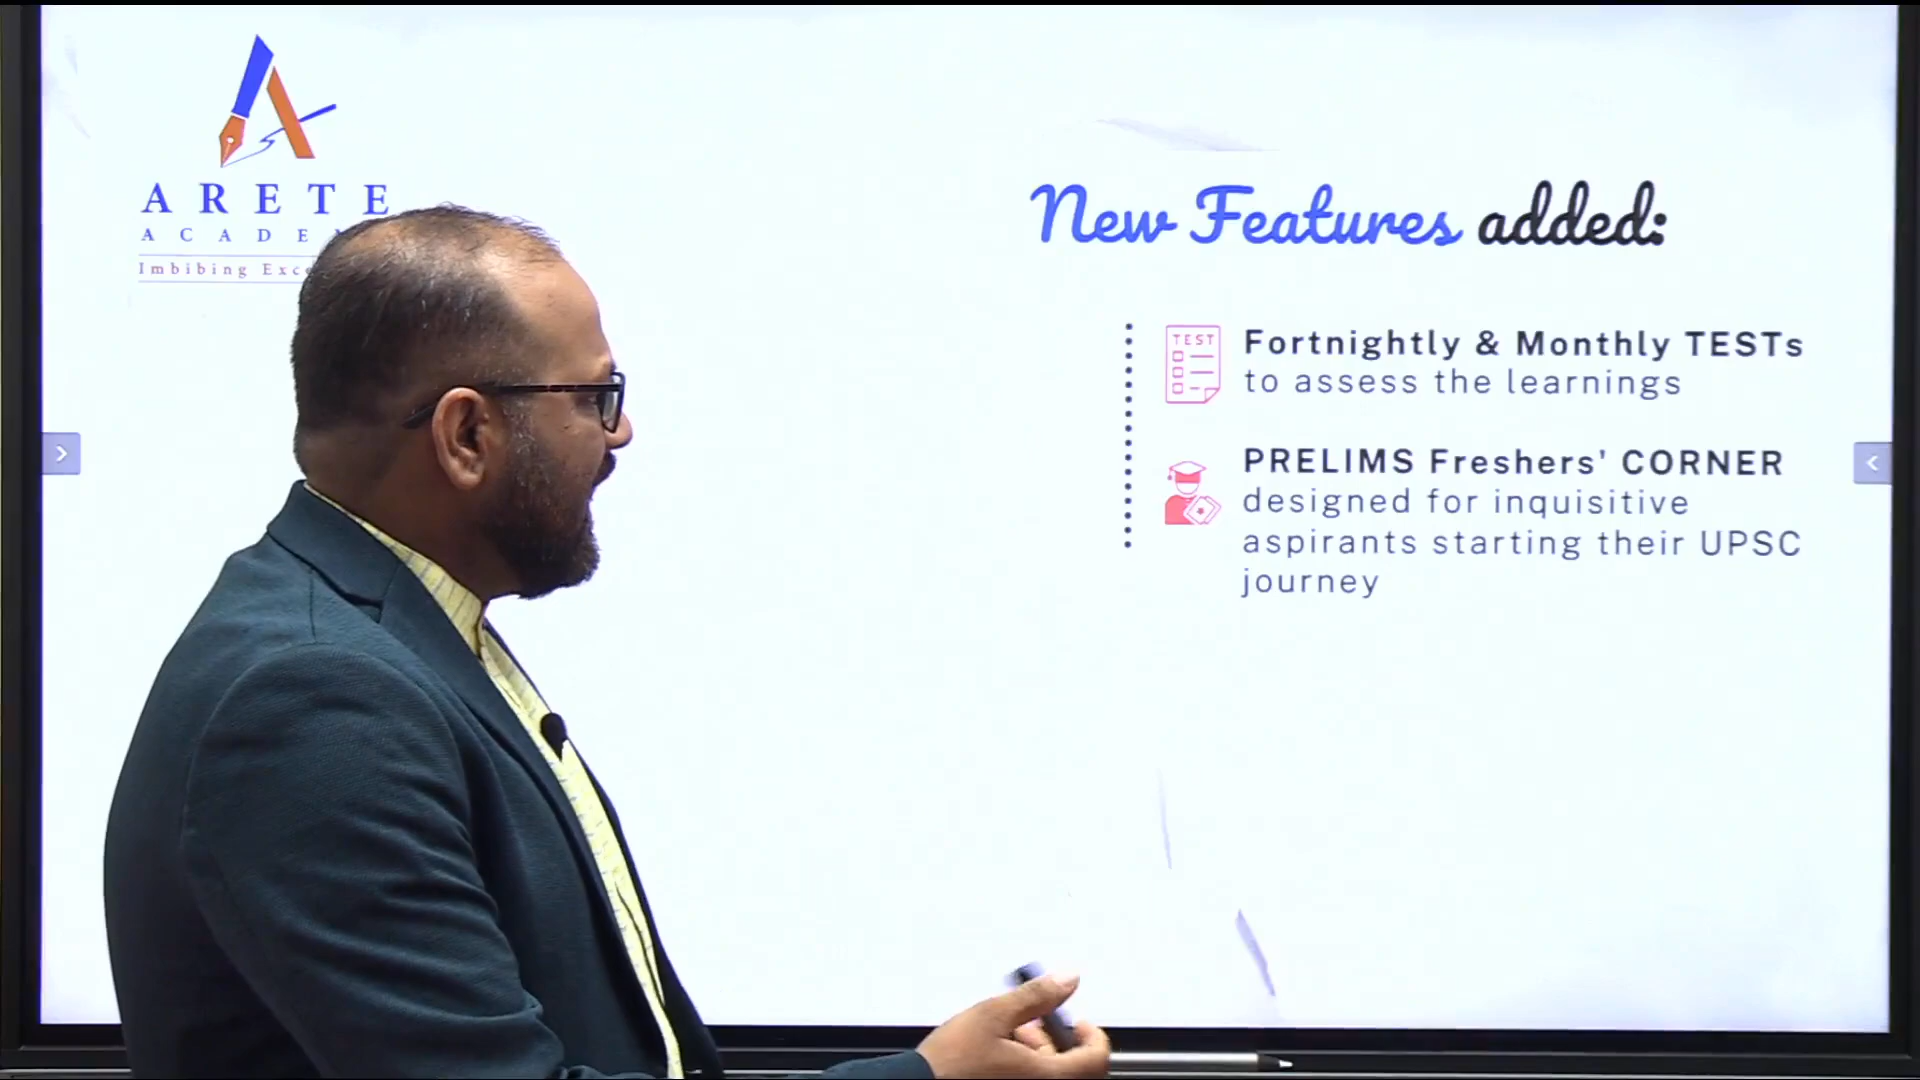 ARETE
Imbibing
New Features added:
TEST
Fortnightly & Monthly TESTs
to assess the learnings
PRELIMS Freshers' CORNER
designed for inquisitive
aspirants starting their UPSC
journey